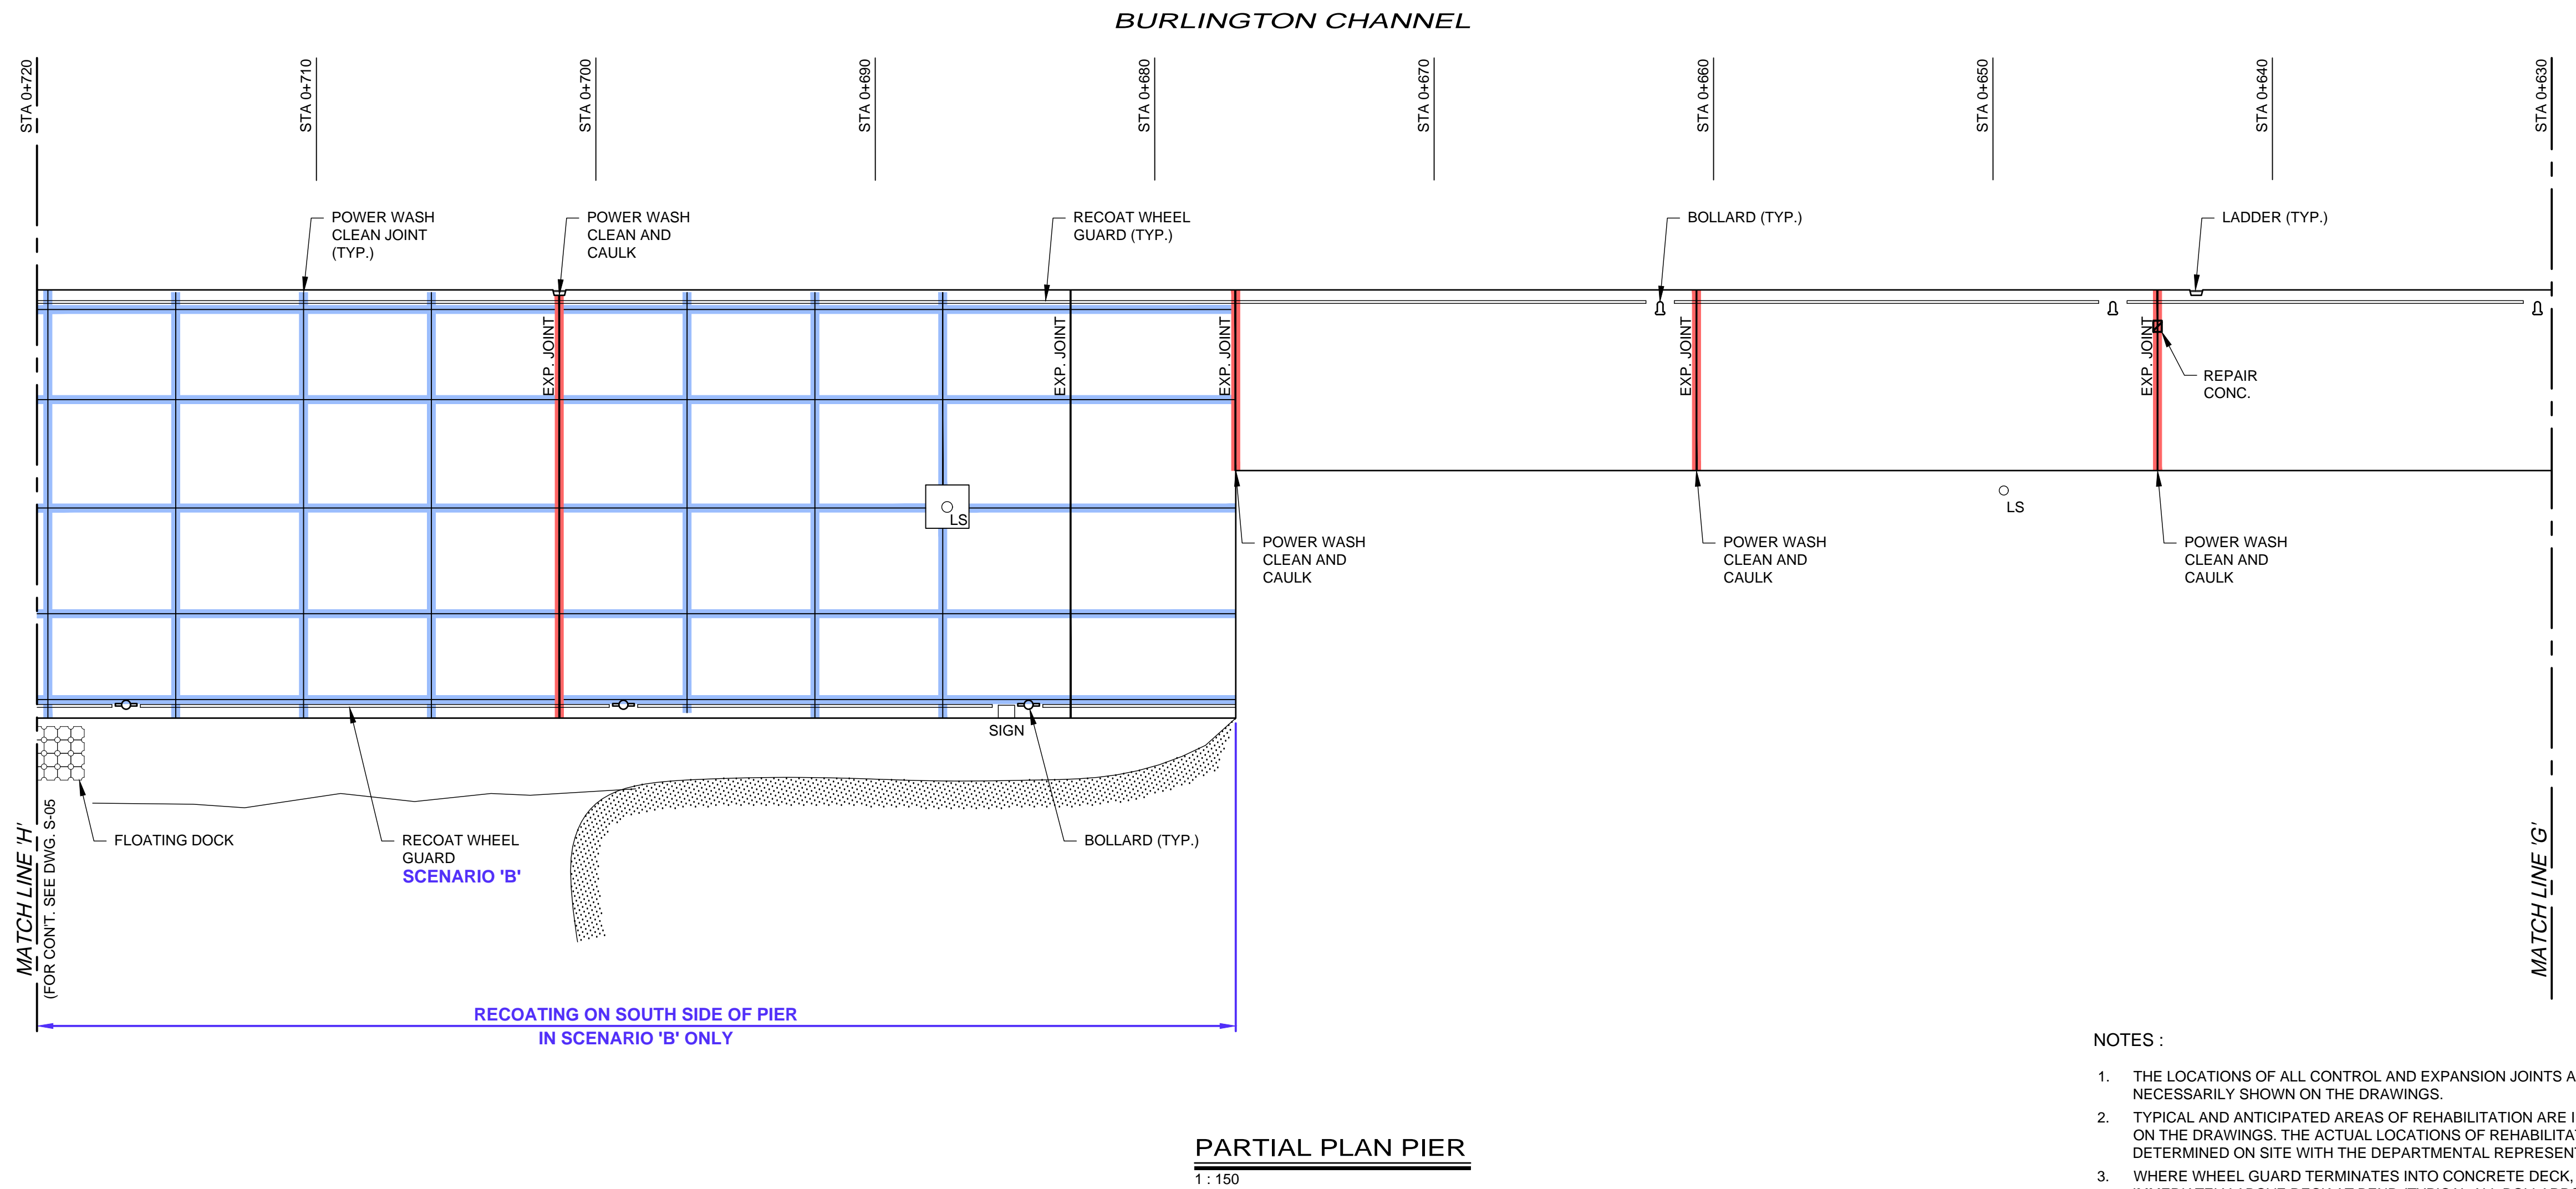 BURLINGTON CHANNEL
STA 0+720
STA 0+710
STA 0+700
STA 0+690
STA 0+680
STA 0+670
STA 0+660
STA 0+650
STA 0+640
STA 0+630
POWER WASH
CLEAN JOINT
(TYP.)
POWER WASH
CLEAN AND
CAULK
RECOAT WHEEL
GUARD (TYP.)
BOLLARD (TYP.)
LADDER (TYP.)
EXP. JOINT
EXP. JOINT
EXP. JOINT
EXP. JOINT
EXP. JOINT
REPAIR
CONC.
LS
LS
POWER WASH
CLEAN AND
CAULK
POWER WASH
CLEAN AND
CAULK
POWER WASH
CLEAN AND
CAULK
SIGN
FLOATING DOCK
RECOAT WHEEL
GUARD
SCENARIO 'B'
BOLLARD (TYP.)
MATCH LINE 'H'
(FOR CON'T. SEE DWG. S-05
MATCH LINE 'G'
RECOATING ON SOUTH SIDE OF PIER
IN SCENARIO 'B' ONLY
NOTES :
1. THE LOCATIONS OF ALL CONTROL AND EXPANSION JOINTS
NECESSARILY SHOWN ON THE DRAWINGS.
2. TYPICAL AND ANTICIPATED AREAS OF REHABILITATION ARE
ON THE DRAWINGS. THE ACTUAL LOCATIONS OF
DETERMINED ON SITE WITH THE DEPARTMENTAL
3. WHERE WHEEL GUARD TERMINATES INTO CONCRETE DECK,
PARTIAL PLAN PIER
1 : 150